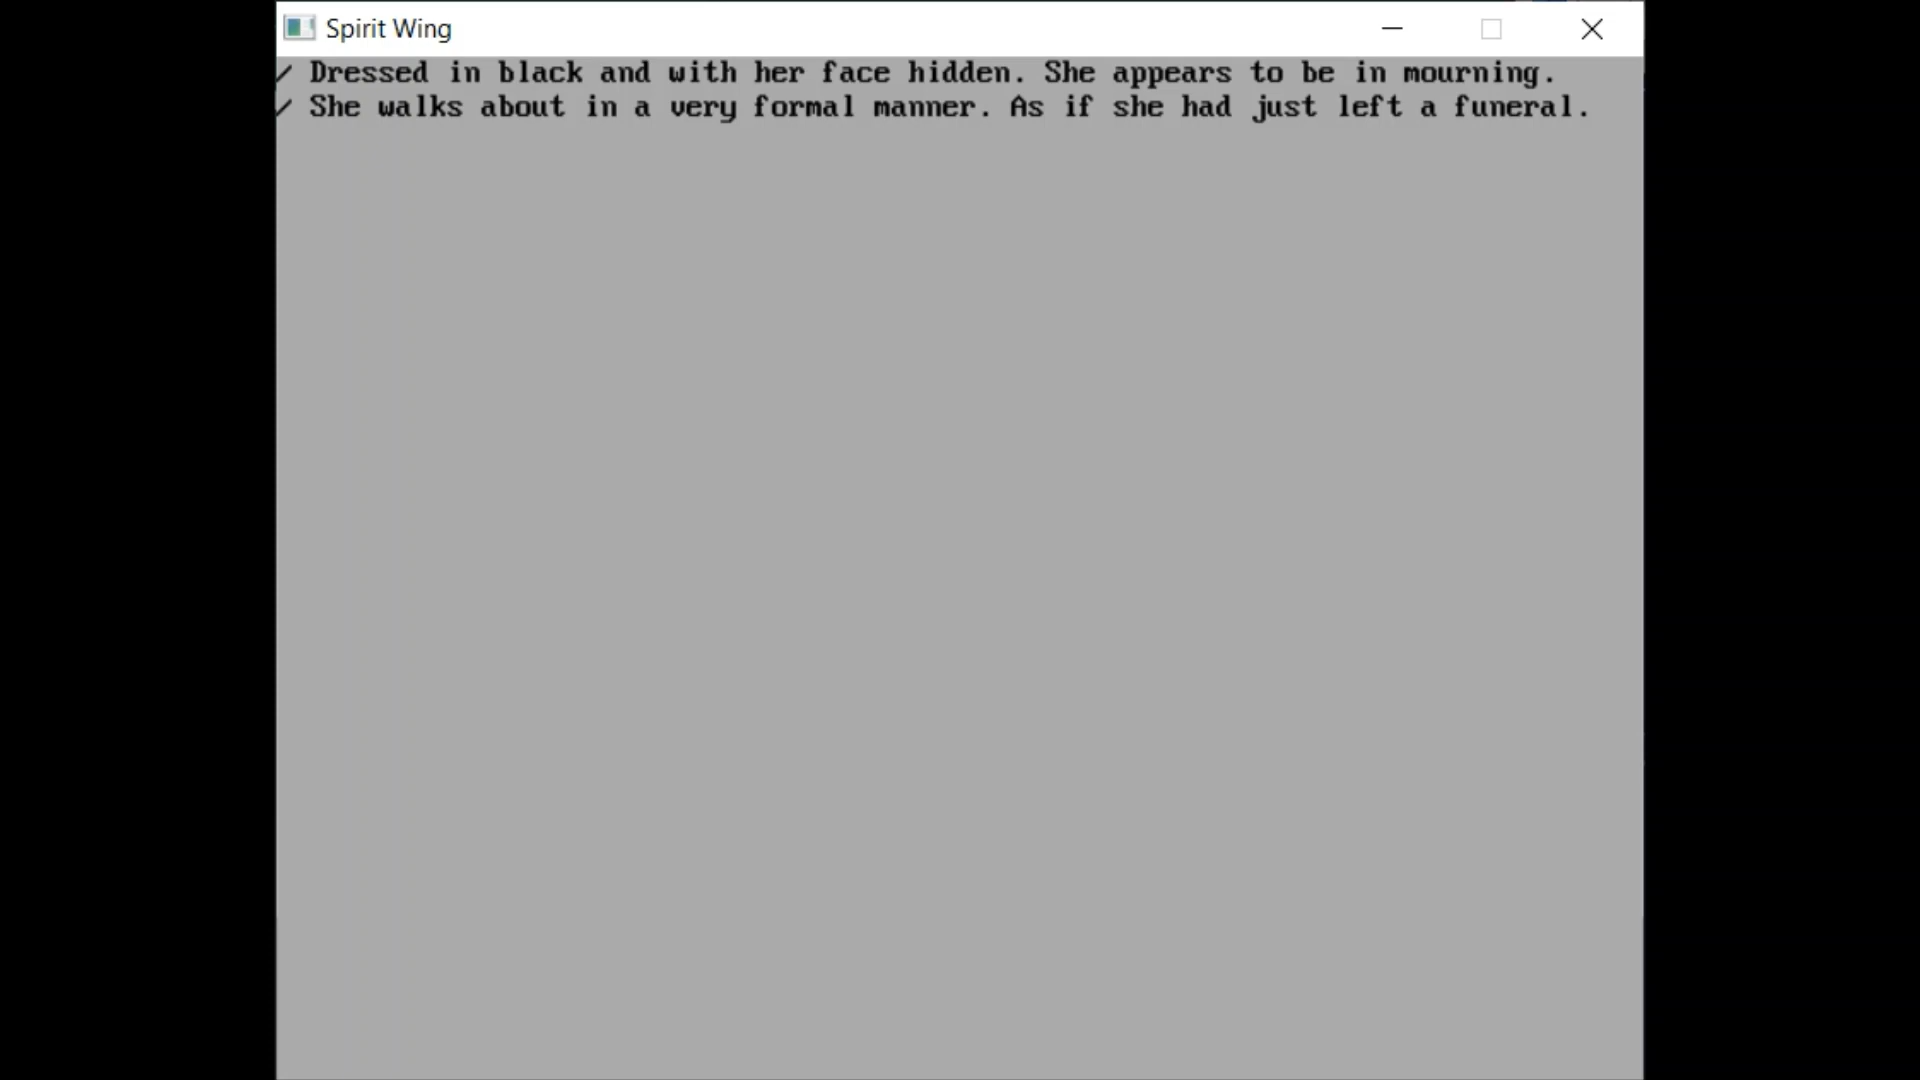 Spirit Wing
/ Dressed in black and with her face hidden. She appears to be in mourning.
/ She walks about in a very formal manner. As if she had just left a funeral.